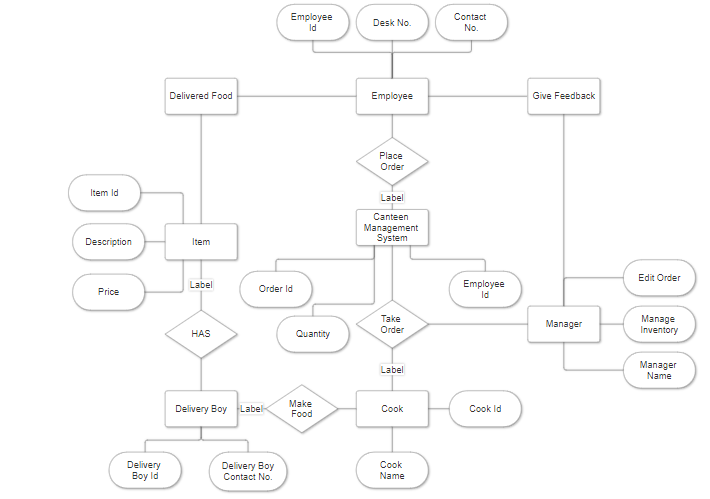 Employee
Id
Desk No.
Contact
No.
Delivered Food
Employee
Give Feedback
Place
Order
Label
Item Id
Canteen
Management
System
Description
Item
Price
Label
Order Id
Employee
Id
Edit Order
Quantity
Take
Order
Manager
Manage
Inventory
HAS
Label
Manager
Name
Delivery Boy
Label
Make
Food
Cook
Cook Id
Delivery
Boy Id
Delivery Boy
Contact No.
Cook
Name